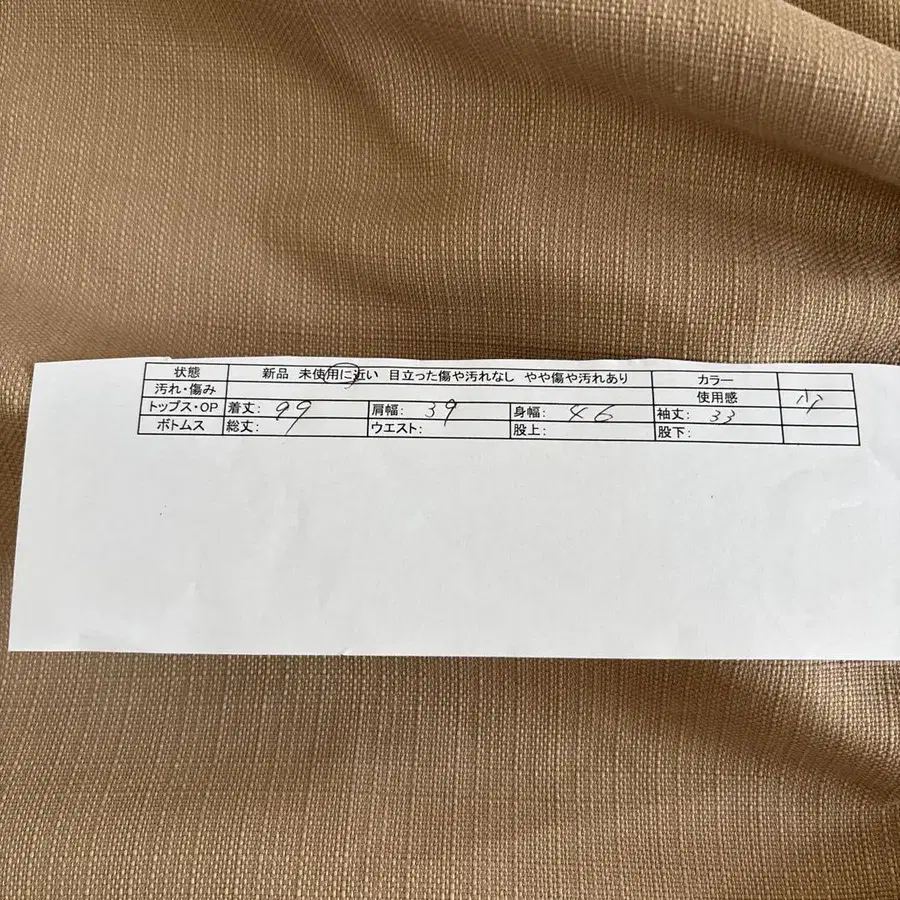 状態 新品 未使用に近い 目立った傷や汚れなし やや傷や汚れあり カラー
汚れ・傷み 使用感 少
トップス・OP 着丈: 99 肩幅: 39 身幅: 46 袖丈: 33
ボトムス 総丈: ウエスト: 股上: 股下: